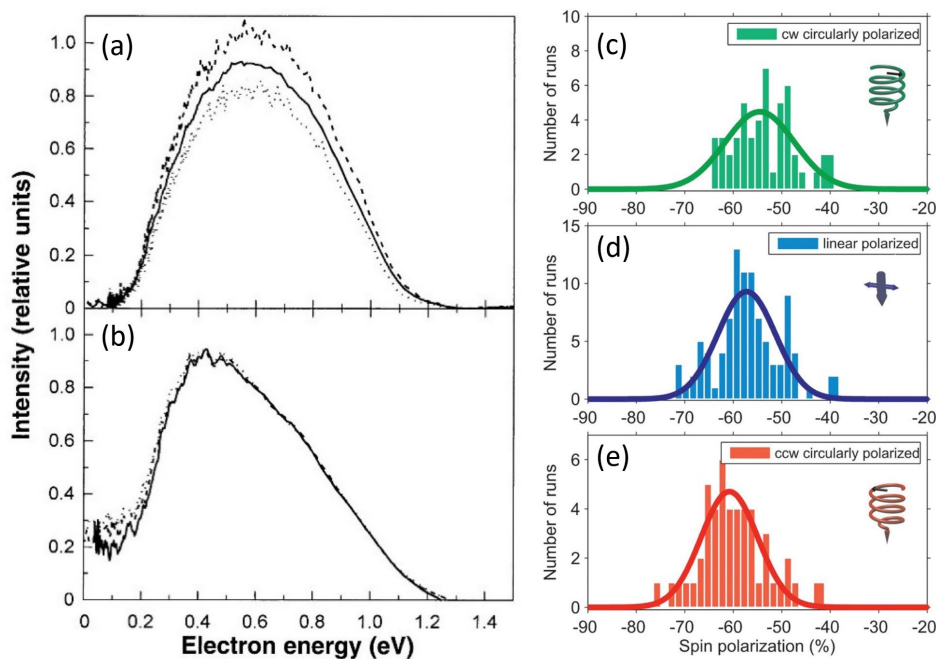 (a)
1.0
0.8
0.6
0.4
0.2
0
(b)
1.0
0.8
0.6
0.4
0.2
0
0 0.2 0.4 0.6 0.8 1.0 1.2 1.4
Electron energy (eV)
Intensity (relative units)
(c)
cw circularly polarized
Number of runs
10
8
6
4
2
0
-90 -80 -70 -60 -50 -40 -30 -20
(d)
linear polarized
Number of runs
15
10
5
0
-90 -80 -70 -60 -50 -40 -30 -20
(e)
ccw circularly polarized
Number of runs
6
4
2
0
-90 -80 -70 -60 -50 -40 -30 -20
Spin polarization (%)